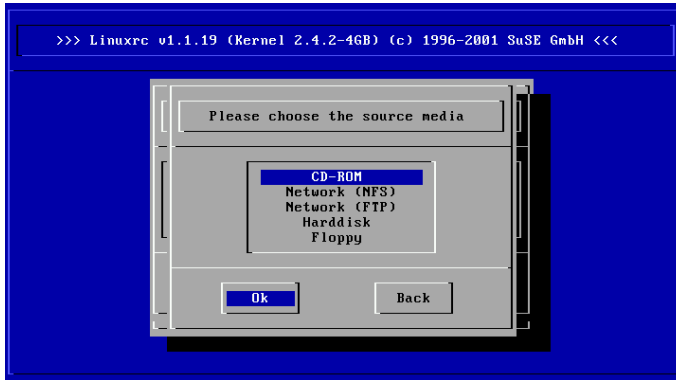 >>> Linuxrc v1.1.19 (Kernel 2.4.2-4GB) (c) 1996-2001 SuSE GmbH <<<
Please choose the source media
CD-ROM
Network (NFS)
Network (FTP)
Harddisk
Floppy
Ok Back